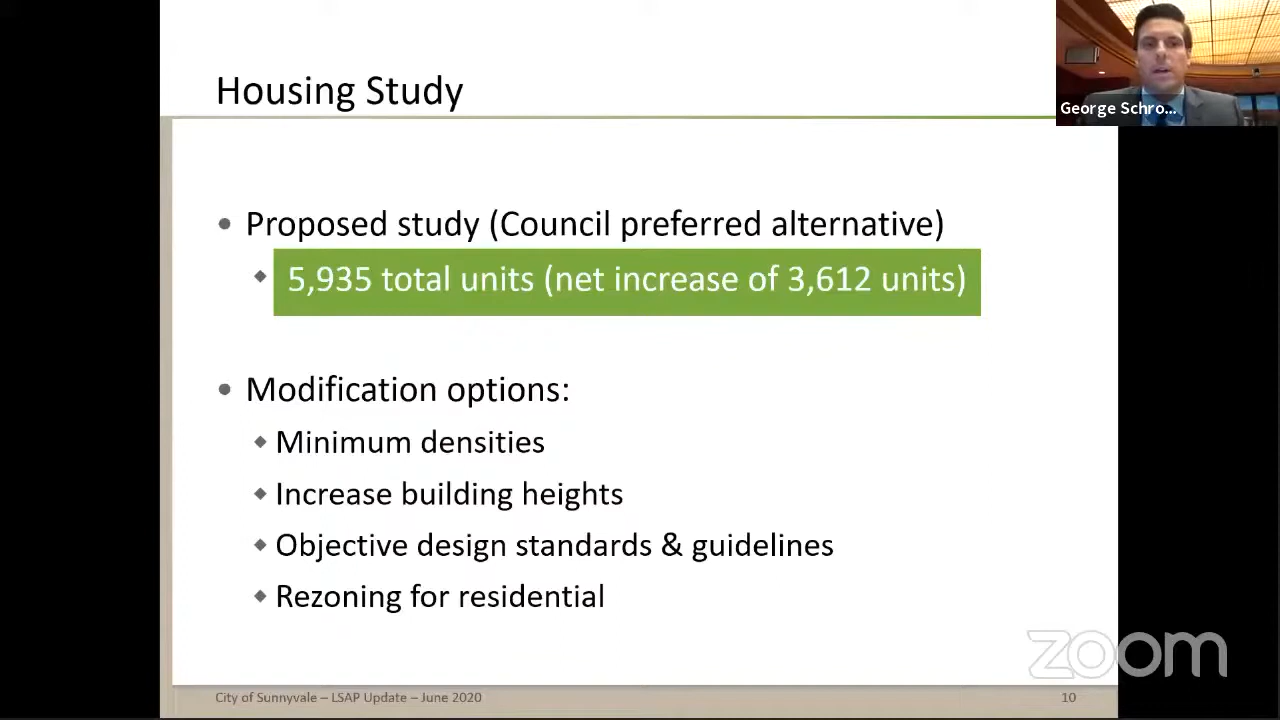 Housing Study
George Schro...
• Proposed study (Council preferred alternative)
◆ 5,935 total units (net increase of 3,612 units)
• Modification options:
◆ Minimum densities
◆ Increase building heights
◆ Objective design standards & guidelines
◆ Rezoning for residential
zoom
City of Sunnyvale – LSAP Update – June 2020
10